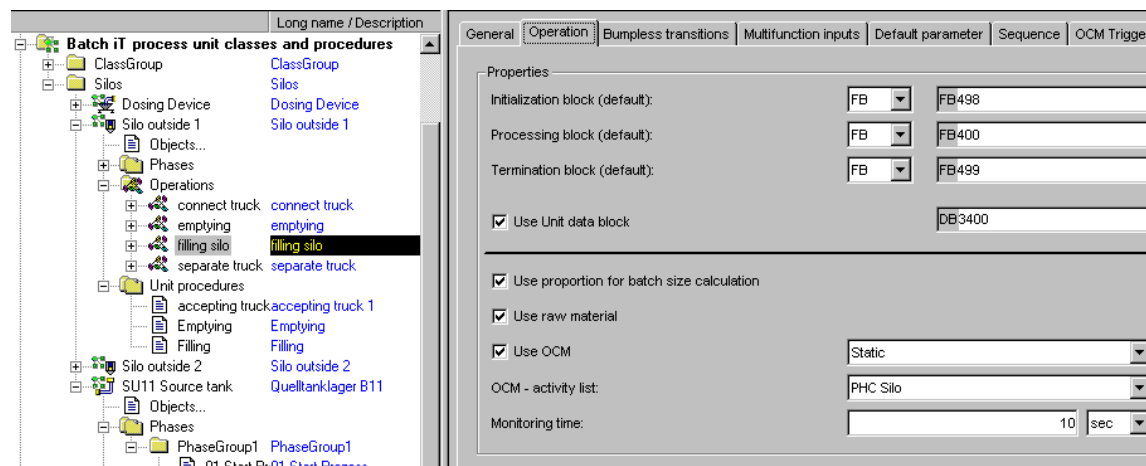 Long name / Description
Batch iT process unit classes and procedures
ClassGroup ClassGroup
Silos Silos
Dosing Device Dosing Device
Silo outside 1 Silo outside 1
Objects...
Phases
Operations
connect truck connect truck
emptying emptying
filling silo filling silo
separate truck separate truck
Unit procedures
accepting truck accepting truck 1
Emptying Emptying
Filling Filling
Silo outside 2 Silo outside 2
SU11 Source tank Quelltanklager B11
Objects...
Phases
PhaseGroup1 PhaseGroup1
01 Start Pr 01 Start Prozess
General Operation Bumpless transitions Multifunction inputs Default parameter Sequence OCM Trigge
Properties
Initialization block (default): FB FB498
Processing block (default): FB FB400
Termination block (default): FB FB499
Use Unit data block DB3400
Use proportion for batch size calculation
Use raw material
Use OCM Static
OCM - activity list: PHC Silo
Monitoring time: 10 sec